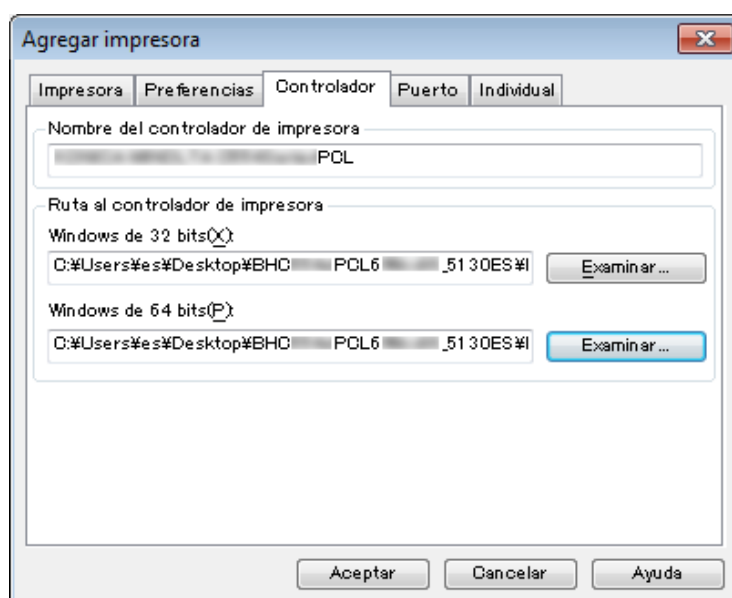 Agregar impresora
Impresora Preferencias Controlador Puerto Individual
Nombre del controlador de impresora
PCL
Ruta al controlador de impresora
Windows de 32 bits(X):
C:¥Users¥es¥Desktop¥BHC PCL6 _5130ES¥I Examinar...
Windows de 64 bits(P):
C:¥Users¥es¥Desktop¥BHC PCL6 _5130ES¥I Examinar...
Aceptar Cancelar Ayuda